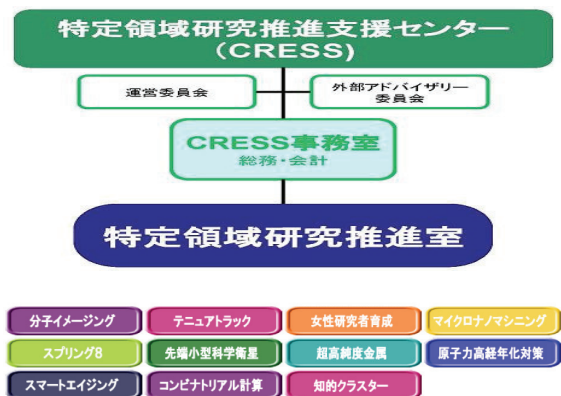 特定領域研究推進支援センター
(CRESS)
運営委員会
外部アドバイザリー
委員会
CRESS事務室
総務・会計
特定領域研究推進室
分子イメージング
テニュアトラック
女性研究者育成
マイクロナノマシニング
スプリング8
先端小型科学衛星
超高純度金属
原子力高経年化対策
スマートエイジング
コンビナトリアル計算
知的クラスター